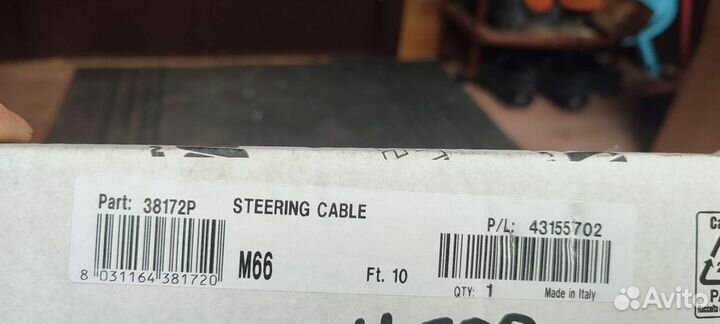 Part: 38172P STEERING CABLE
P/L: 43155702
8 031164 381720 M66 Ft. 10
QTY: 1 Made in Italy
Avito